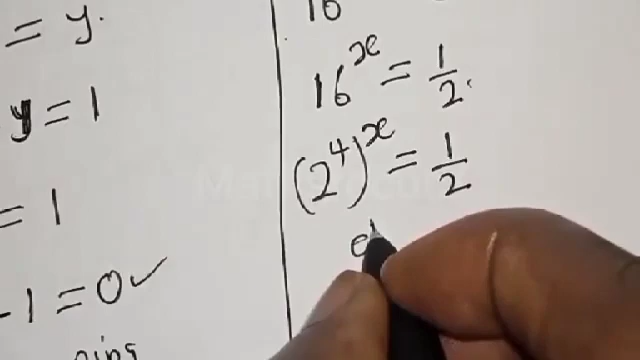 = y.
y = 1
= 1
-1 = 0 ✓
16
16^x = 1/2.
(2^4)^x = 1/2